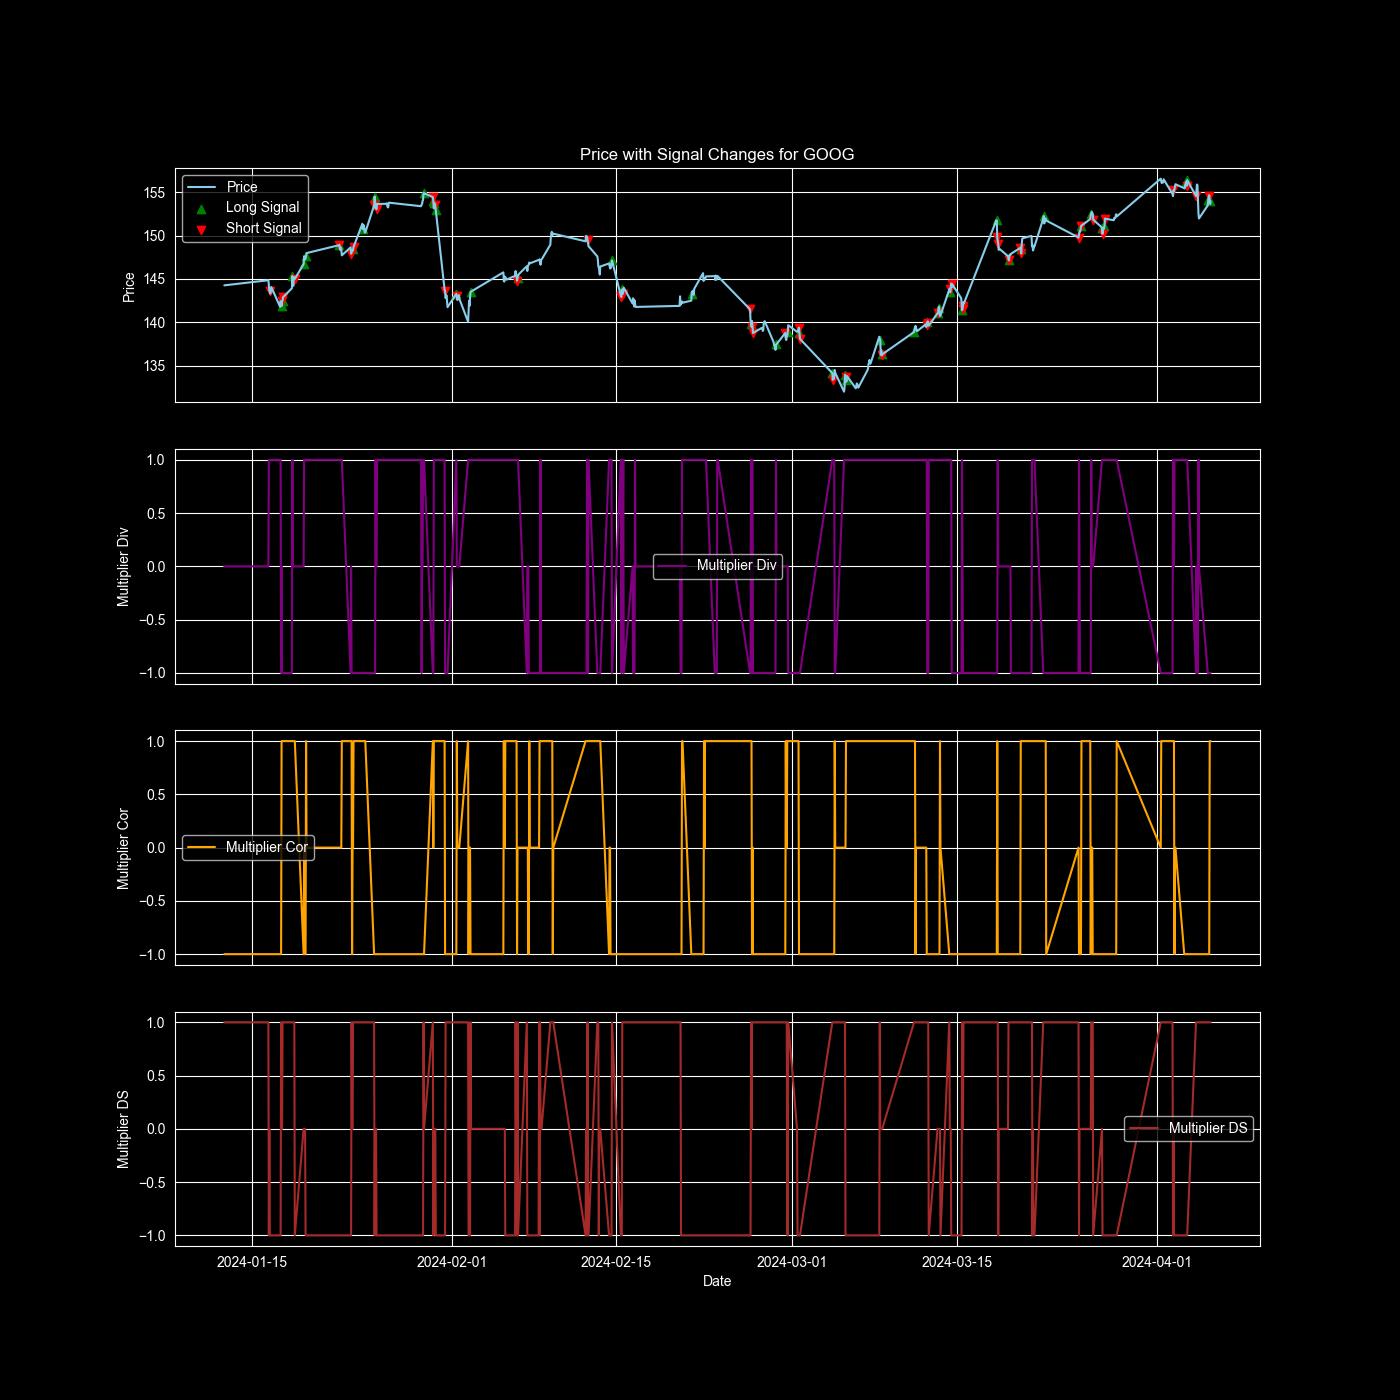 Price with Signal Changes for GOOG
Price
Long Signal
Short Signal
155
150
145
140
135
Price
1.0
0.5
0.0
−0.5
−1.0
Multiplier Div
Multiplier Div
1.0
0.5
0.0
−0.5
−1.0
Multiplier Cor
Multiplier Cor
1.0
0.5
0.0
−0.5
−1.0
Multiplier DS
Multiplier DS
2024-01-15 2024-02-01 2024-02-15 2024-03-01 2024-03-15 2024-04-01
Date